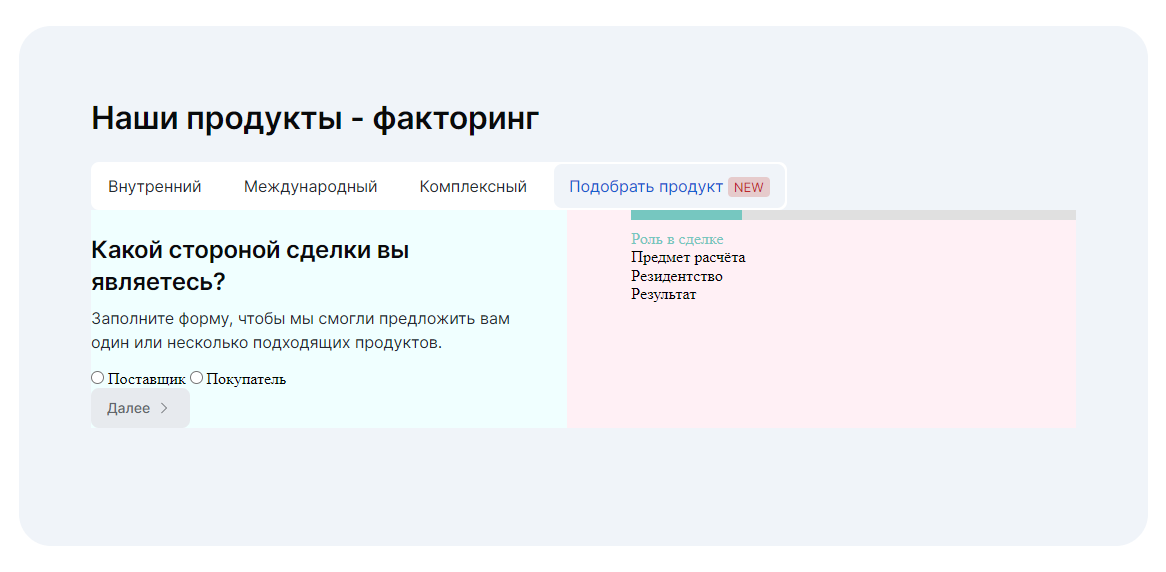 Наши продукты - факторинг
Внутренний Международный Комплексный Подобрать продукт NEW
Какой стороной сделки вы
являетесь?
Заполните форму, чтобы мы смогли предложить вам
один или несколько подходящих продуктов.
Поставщик Покупатель
Далее
Роль в сделке
Предмет расчёта
Резидентство
Результат